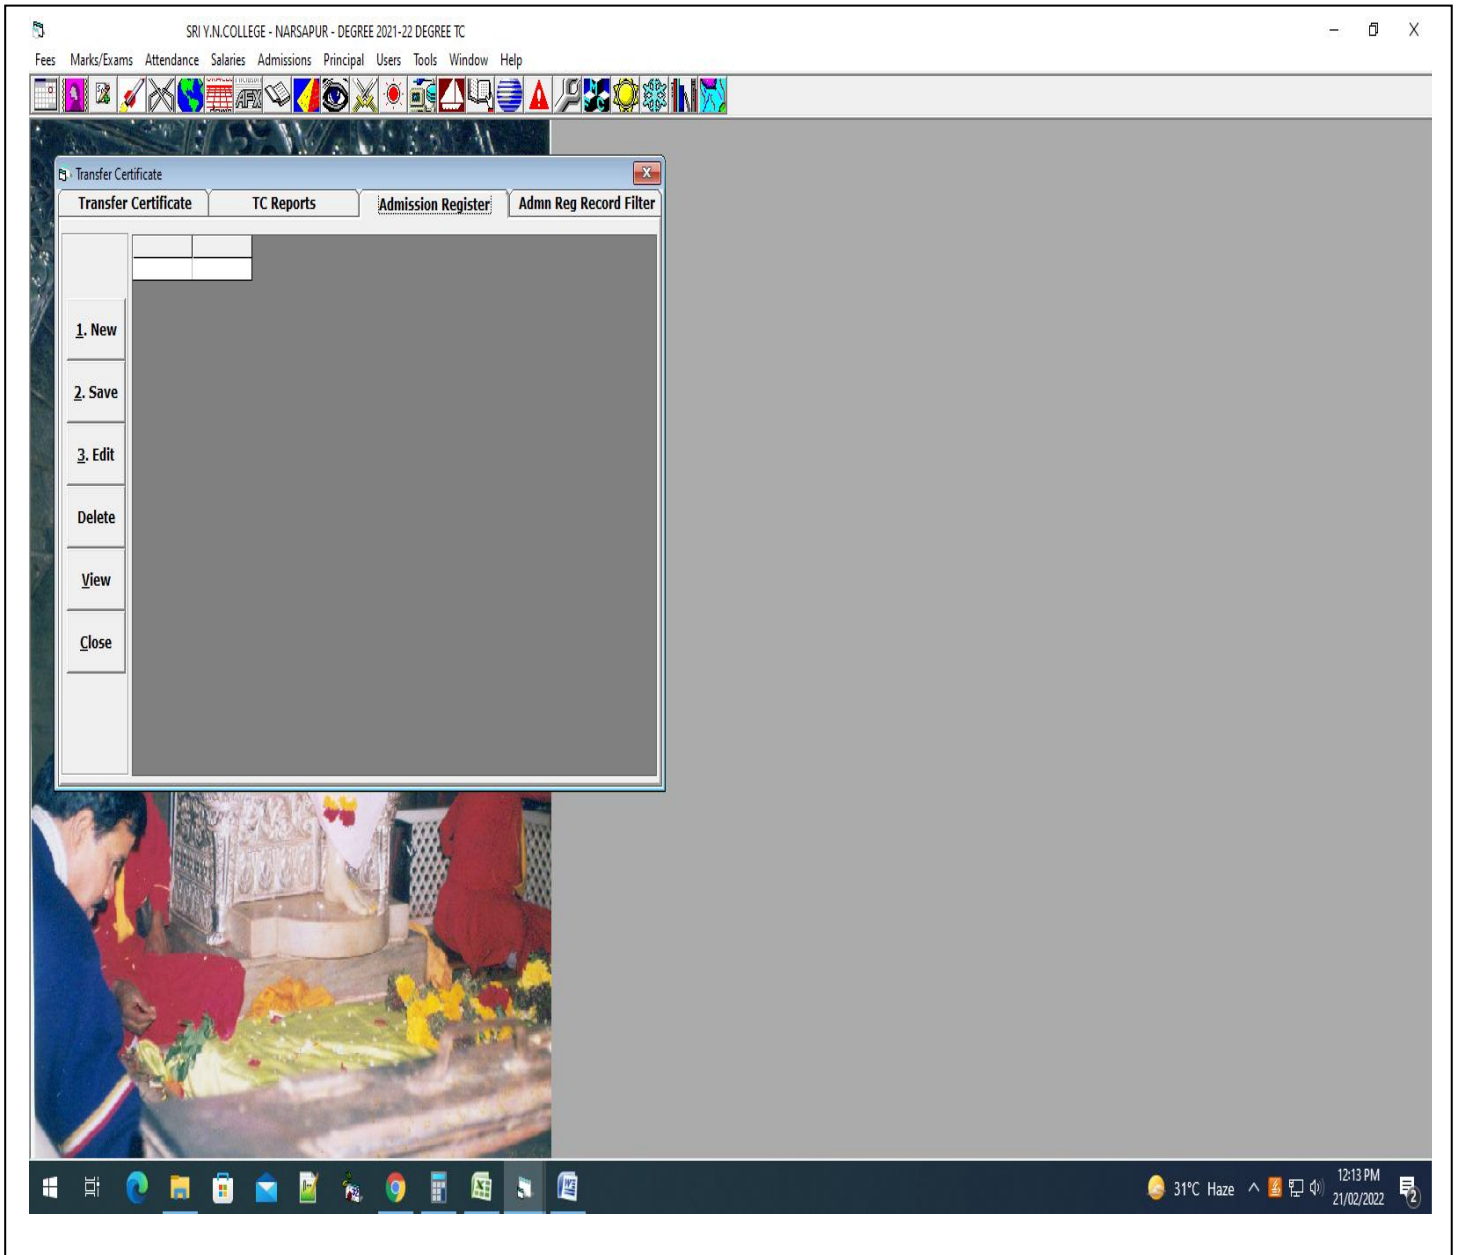 SRI Y.N.COLLEGE - NARSAPUR - DEGREE 2021-22 DEGREE TC
Fees Marks/Exams Attendance Salaries Admissions Principal Users Tools Window Help
AFX
Transfer Certificate
Transfer Certificate TC Reports Admission Register Admn Reg Record Filter
1. New
2. Save
3. Edit
Delete
View
Close
31°C Haze 12:13 PM
21/02/2022
2